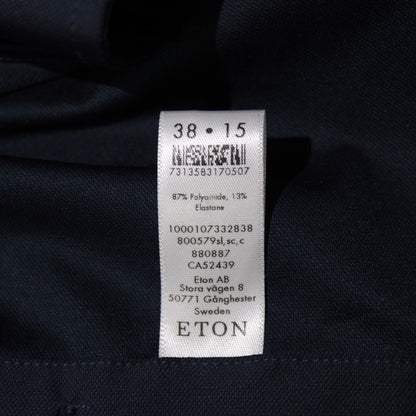 38 • 15
7313583170507
87% Polyamide, 13%
Elastane
1000107332838
800579sl, sc, c
880887
CA52439
Eton AB
Stora vägen 8
50771 Gånghester
Sweden
ETON